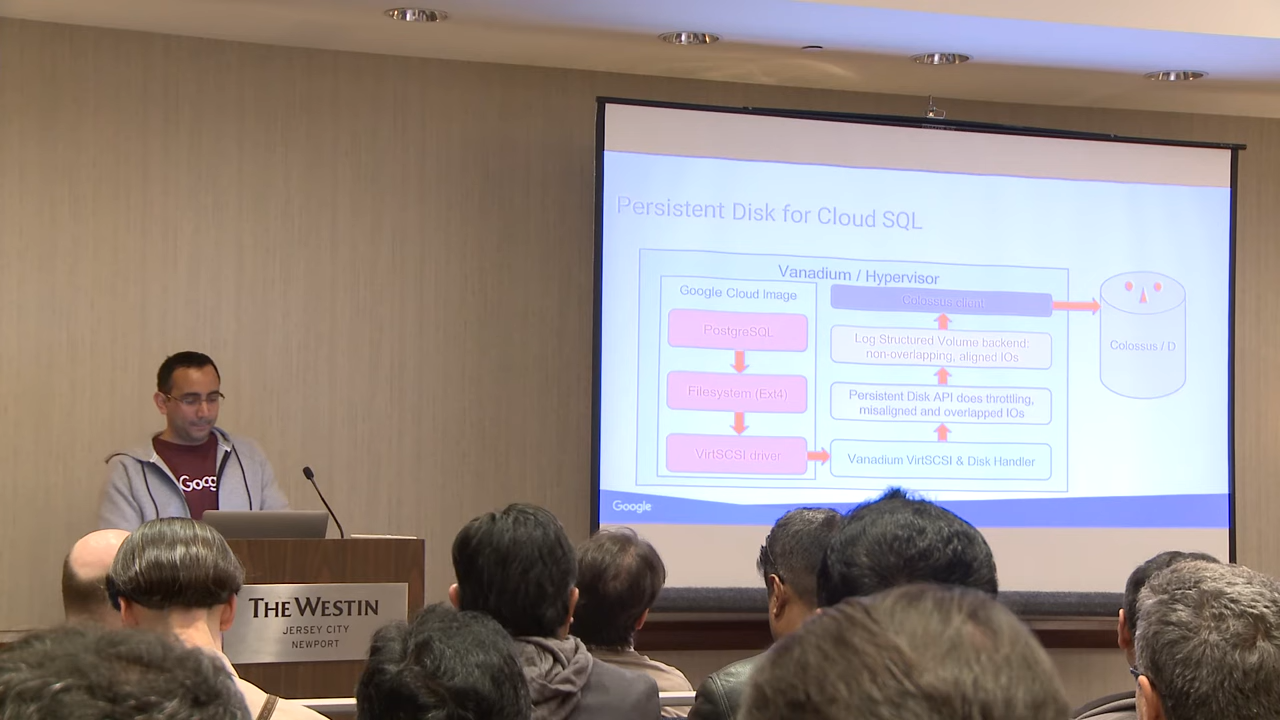 Persistent Disk for Cloud SQL
Vanadium / Hypervisor
Google Cloud Image
PostgreSQL
Filesystem (Ext4)
VirtSCSI driver
Colossus client
Log Structured Volume backend:
non-overlapping, aligned IOs
Persistent Disk API does throttling,
misaligned and overlapped IOs
Vanadium VirtSCSI & Disk Handler
Colossus / D
Google
Goog
THE WESTIN
JERSEY CITY
NEWPORT